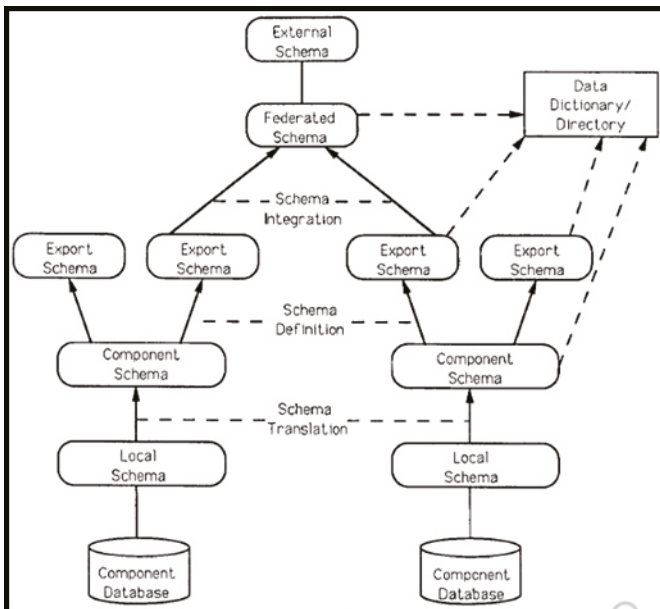 External
Schema
Federated
Schema
Data
Dictionary/
Directory
Schema
Integration
Export
Schema
Export
Schema
Export
Schema
Export
Schema
Schema
Definition
Component
Schema
Component
Schema
Schema
Translation
Local
Schema
Local
Schema
Component
Database
Component
Database